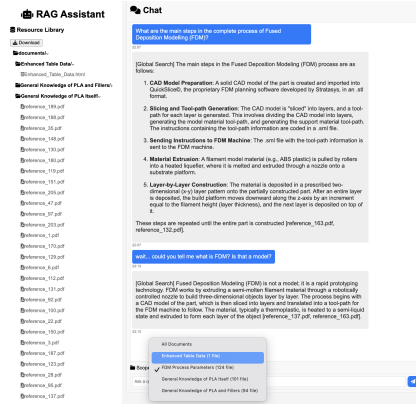 RAG Assistant
Resource Library
Download
documents/-
Enhanced Table Data/-
Enhanced_Table_Data.html
General Knowledge of PLA and Fillers/-
General Knowledge of PLA Itself/-
reference_189.pdf
reference_188.pdf
reference_35.pdf
reference_148.pdf
reference_130.pdf
reference_180.pdf
reference_119.pdf
reference_151.pdf
reference_205.pdf
reference_47.pdf
reference_97.pdf
reference_203.pdf
reference_1.pdf
reference_170.pdf
reference_129.pdf
reference_6.pdf
reference_112.pdf
reference_131.pdf
reference_92.pdf
reference_100.pdf
reference_22.pdf
reference_150.pdf
reference_3.pdf
reference_187.pdf
reference_123.pdf
reference_28.pdf
reference_95.pdf
reference_137.pdf
Chat
What are the main steps in the complete process of Fused
Deposition Modelling (FDM)?
[Global Search] The main steps in the Fused Deposition Modeling (FDM) process are as
follows:
1. CAD Model Preparation: A solid CAD model of the part is created and imported into
QuickSlice®, the proprietary FDM planning software developed by Stratasys, in an .stl
format.
2. Slicing and Tool-path Generation: The CAD model is "sliced" into layers, and a tool-
path for each layer is generated. This involves dividing the CAD model into layers,
generating the model material tool-path, and generating the support material tool-path.
The instructions containing the tool-path information are coded in a .sml file.
3. Sending Instructions to FDM Machine: The .sml file with the tool-path information is
sent to the FDM machine.
4. Material Extrusion: A filament model material (e.g., ABS plastic) is pulled by rollers
into a heated liquefier, where it is melted and extruded through a nozzle onto a
substrate platform.
5. Layer-by-Layer Construction: The material is deposited in a prescribed two-
dimensional (x-y) layer pattern onto the partially constructed part. After an entire layer
is deposited, the build platform moves downward along the z-axis by an increment
equal to the filament height (layer thickness), and the next layer is deposited on top of
it.
These steps are repeated until the entire part is constructed [reference_163.pdf,
reference_132.pdf].
wait... could you tell me what is FDM? Is that a model?
[Global Search] Fused Deposition Modeling (FDM) is not a model; it is a rapid prototyping
technology. FDM works by extruding a semi-molten filament material through a robotically
controlled nozzle to build three-dimensional objects layer by layer. The process begins with
a CAD model of the part, which is then sliced into layers and translated into a tool-path for
the FDM machine to follow. The material, typically a thermoplastic, is heated to a semi-liquid
state and extruded to form each layer of the object [reference_137.pdf, reference_163.pdf].
All Documents
Enhanced Table Data (1 file)
FDM Process Parameters (124 file)
General Knowledge of PLA Itself (101 file)
General Knowledge of PLA and Fillers (94 file)